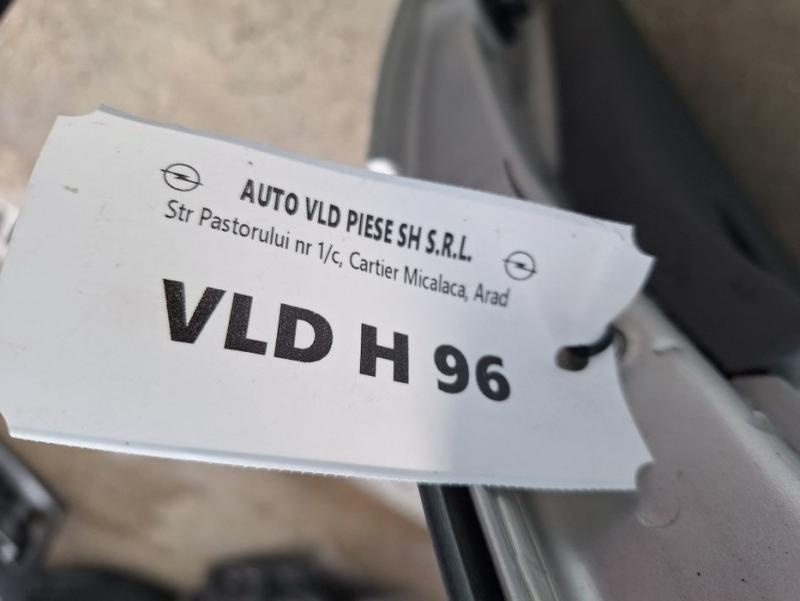 AUTO VLD PIESE SH S.R.L.
Str Pastorului nr 1/c, Cartier Micalaca, Arad
VLD H 96